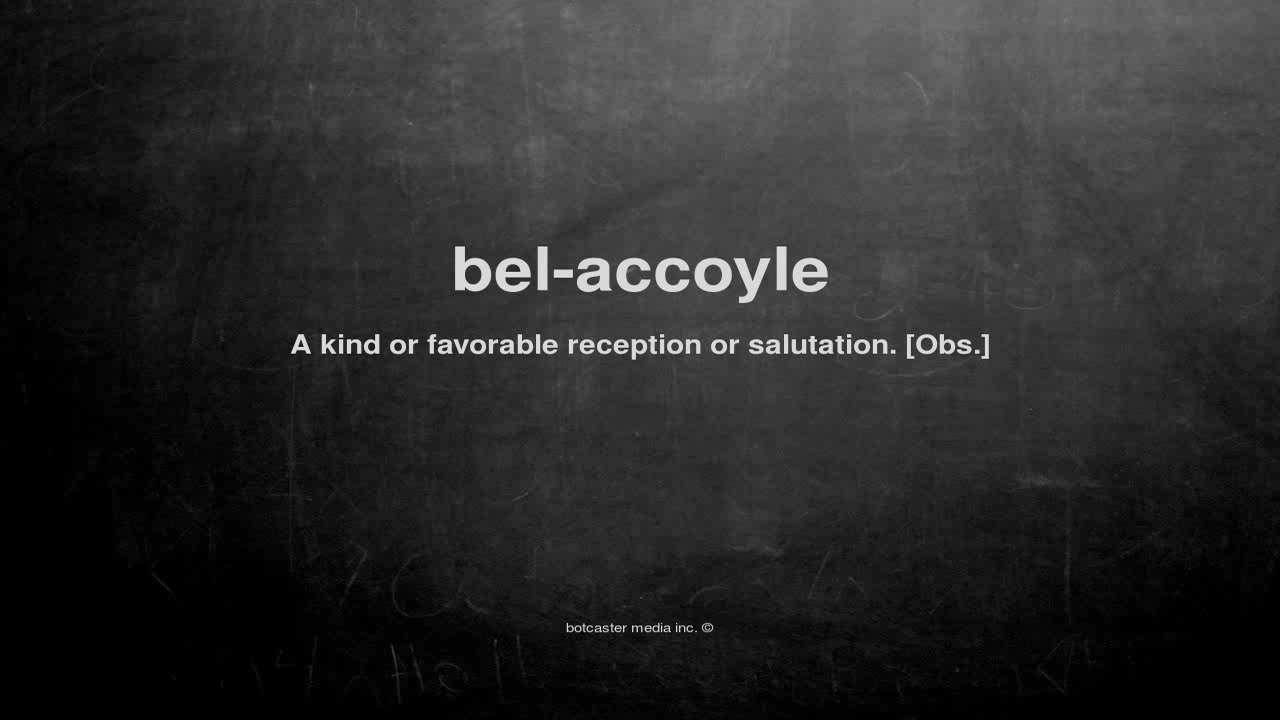 bel-accoyle
A kind or favorable reception or salutation. [Obs.]
botcaster media inc. ©